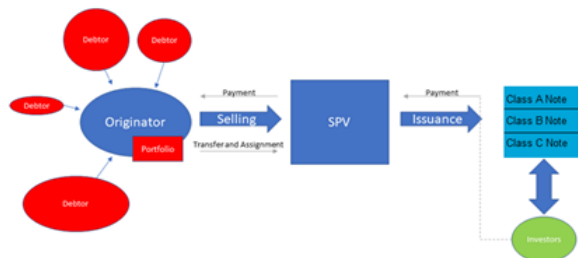 Debtor
Debtor
Debtor
Originator
Portfolio
Debtor
Payment
Selling
Transfer and Assignment
SPV
Payment
Issuance
Class A Note
Class B Note
Class C Note
Investors